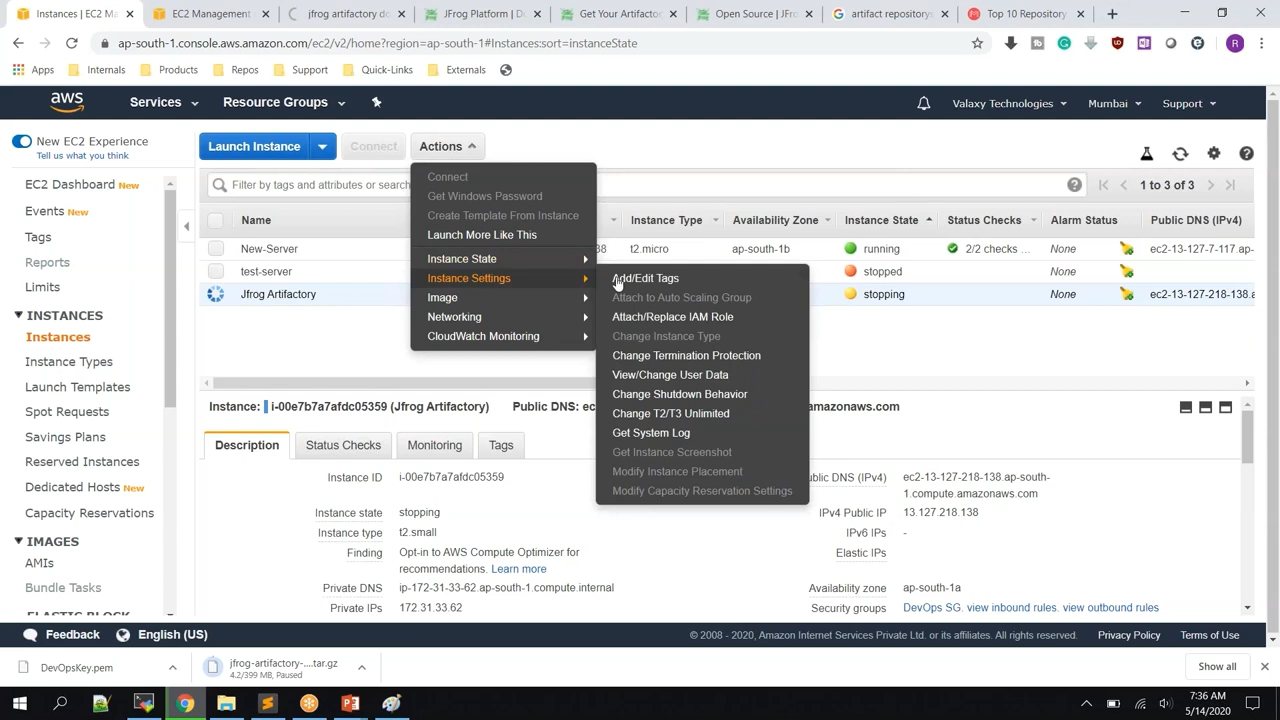 Instances | EC2 Ma
EC2 Management
jfrog artifactory do
JFrog Platform | D
Get Your Artifactor
Open Source | JFro
artifact repositorys
Top 10 Repository
ap-south-1.console.aws.amazon.com/ec2/v2/home?region=ap-south-1#Instances:sort=instanceState
Apps
Internals
Products
Repos
Support
Quick-Links
Externals
aws
Services
Resource Groups
Valaxy Technologies
Mumbai
Support
New EC2 Experience
Tell us what you think
EC2 Dashboard New
Events New
Tags
Reports
Limits
INSTANCES
Instances
Instance Types
Launch Templates
Spot Requests
Savings Plans
Reserved Instances
Dedicated Hosts New
Capacity Reservations
IMAGES
AMIs
Bundle Tasks
ELASTIC BLOCK
Launch Instance
Connect
Actions
Filter by tags and attributes or search
1 to 3 of 3
Name
Instance Type
Availability Zone
Instance State
Status Checks
Alarm Status
Public DNS (IPv4)
New-Server
38
t2.micro
ap-south-1b
running
2/2 checks ...
None
ec2-13-127-7-117.ap-
test-server
stopped
None
Jfrog Artifactory
stopping
None
ec2-13-127-218-138.a
Connect
Get Windows Password
Create Template From Instance
Launch More Like This
Instance State
Instance Settings
Image
Networking
CloudWatch Monitoring
Add/Edit Tags
Attach to Auto Scaling Group
Attach/Replace IAM Role
Change Instance Type
Change Termination Protection
View/Change User Data
Change Shutdown Behavior
Change T2/T3 Unlimited
Get System Log
Get Instance Screenshot
Modify Instance Placement
Modify Capacity Reservation Settings
Instance: i-00e7b7a7afdc05359 (Jfrog Artifactory)
Public DNS: ec
amazonaws.com
Description
Status Checks
Monitoring
Tags
Instance ID
i-00e7b7a7afdc05359
Instance state
stopping
Instance type
t2.small
Finding
Opt-in to AWS Compute Optimizer for
recommendations. Learn more
Private DNS
ip-172-31-33-62.ap-south-1.compute.internal
Private IPs
172.31.33.62
ublic DNS (IPv4)
ec2-13-127-218-138.ap-south-
1.compute.amazonaws.com
IPv4 Public IP
13.127.218.138
IPv6 IPs
-
Elastic IPs
Availability zone
ap-south-1a
Security groups
DevOps SG. view inbound rules. view outbound rules
Feedback
English (US)
© 2008 - 2020, Amazon Internet Services Private Ltd. or its affiliates. All rights reserved.
Privacy Policy
Terms of Use
DevOpsKey.pem
jfrog-artifactory-....tar.gz
4.2/399 MB, Paused
Show all
7:36 AM
5/14/2020